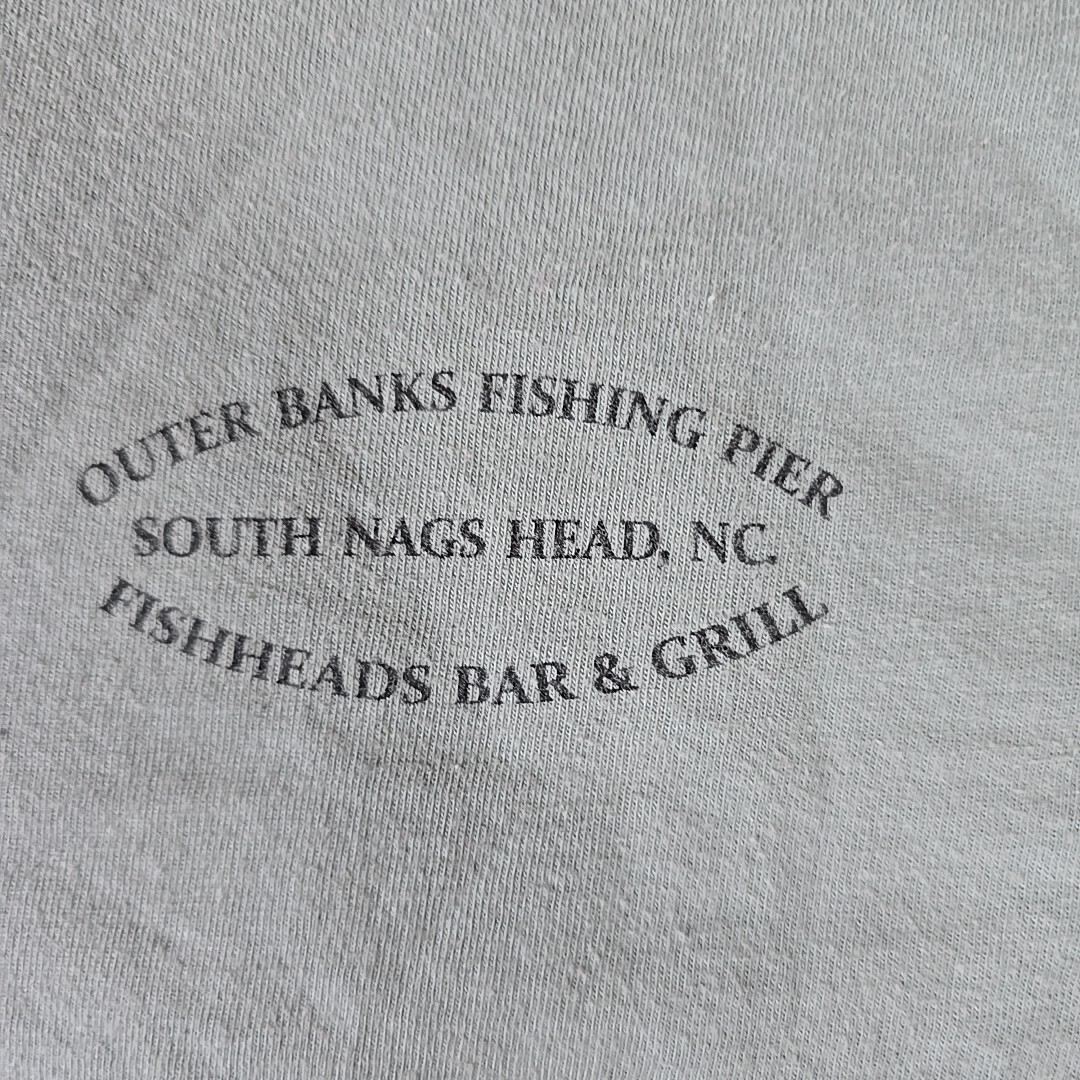 OUTER BANKS FISHING PIER
SOUTH NAGS HEAD, NC.
FISHHEADS BAR & GRILL